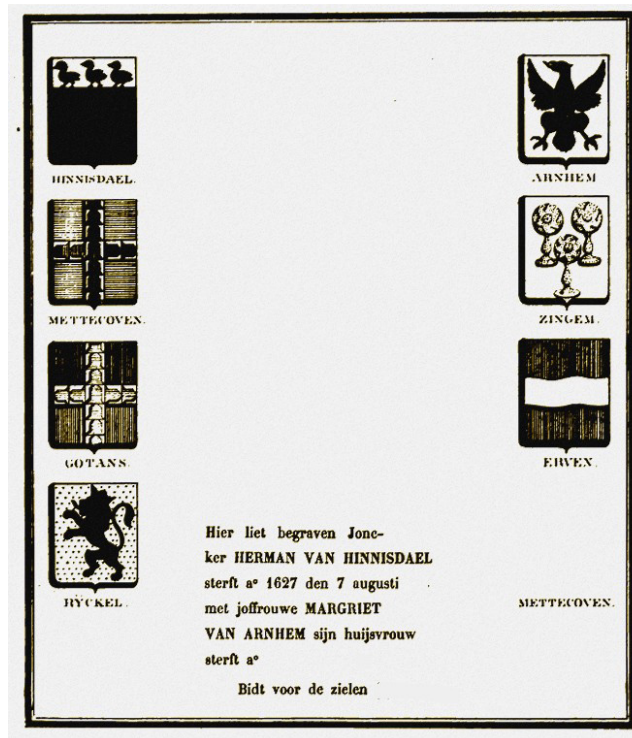 HINNISDAEL.
METTECOVEN.
GOTANS.
RYCKEL.
ARNHEM
ZINGEM.
ERVEN.
METTECOVEN.
Hier liet begraven Jonc-
ker HERMAN VAN HINNISDAEL
sterft aº 1627 den 7 augusti
met joffrouwe MARGRIET
VAN ARNHEM sijn huijsvrouw
sterft aº
Bidt voor de zielen